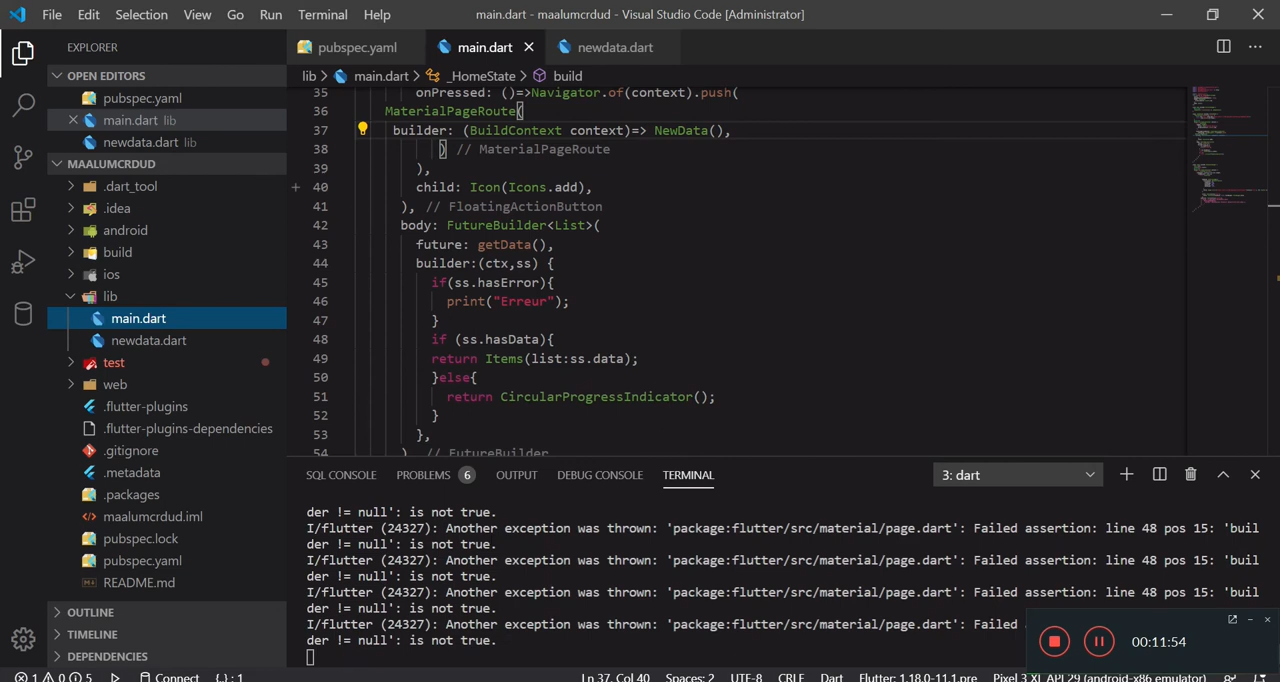 File Edit Selection View Go Run Terminal Help main.dart - maalumcrdud - Visual Studio Code [Administrator]
EXPLORER
OPEN EDITORS
pubspec.yaml
main.dart lib
newdata.dart lib
MAALUMCRDUD
.dart_tool
.idea
android
build
ios
lib
main.dart
newdata.dart
test
web
.flutter-plugins
.flutter-plugins-dependencies
.gitignore
.metadata
.packages
maalumcrdud.iml
pubspec.lock
pubspec.yaml
README.md
OUTLINE
TIMELINE
DEPENDENCIES
pubspec.yaml main.dart newdata.dart
lib > main.dart > _HomeState > build
35 onPressed: ()=>Navigator.of(context).push(
36 MaterialPageRoute(
37 builder: (BuildContext context)=> NewData(),
38 ) // MaterialPageRoute
39 ),
40 child: Icon(Icons.add),
41 ), // FloatingActionButton
42 body: FutureBuilder<List>(
43 future: getData(),
44 builder:(ctx,ss) {
45 if(ss.hasError){
46 print("Erreur");
47 }
48 if (ss.hasData){
49 return Items(list:ss.data);
50 }else{
51 return CircularProgressIndicator();
52 }
53 },
54 ) // FutureBuilder
SQL CONSOLE PROBLEMS 6 OUTPUT DEBUG CONSOLE TERMINAL 3: dart
der != null': is not true.
I/flutter (24327): Another exception was thrown: 'package:flutter/src/material/page.dart': Failed assertion: line 48 pos 15: 'buil
der != null': is not true.
I/flutter (24327): Another exception was thrown: 'package:flutter/src/material/page.dart': Failed assertion: line 48 pos 15: 'buil
der != null': is not true.
I/flutter (24327): Another exception was thrown: 'package:flutter/src/material/page.dart': Failed assertion: line 48 pos 15: 'buil
der != null': is not true.
I/flutter (24327): Another exception was thrown: 'package:flutter/src/material/page.dart': Failed
der != null': is not true.
00:11:54
1 0 5 Connect {}: 1 Ln 37, Col 40 Spaces: 2 UTF-8 CRLF Dart Flutter: 1.18.0-11.1.pre Pixel 3 XL API 29 (android-x86 emulator)